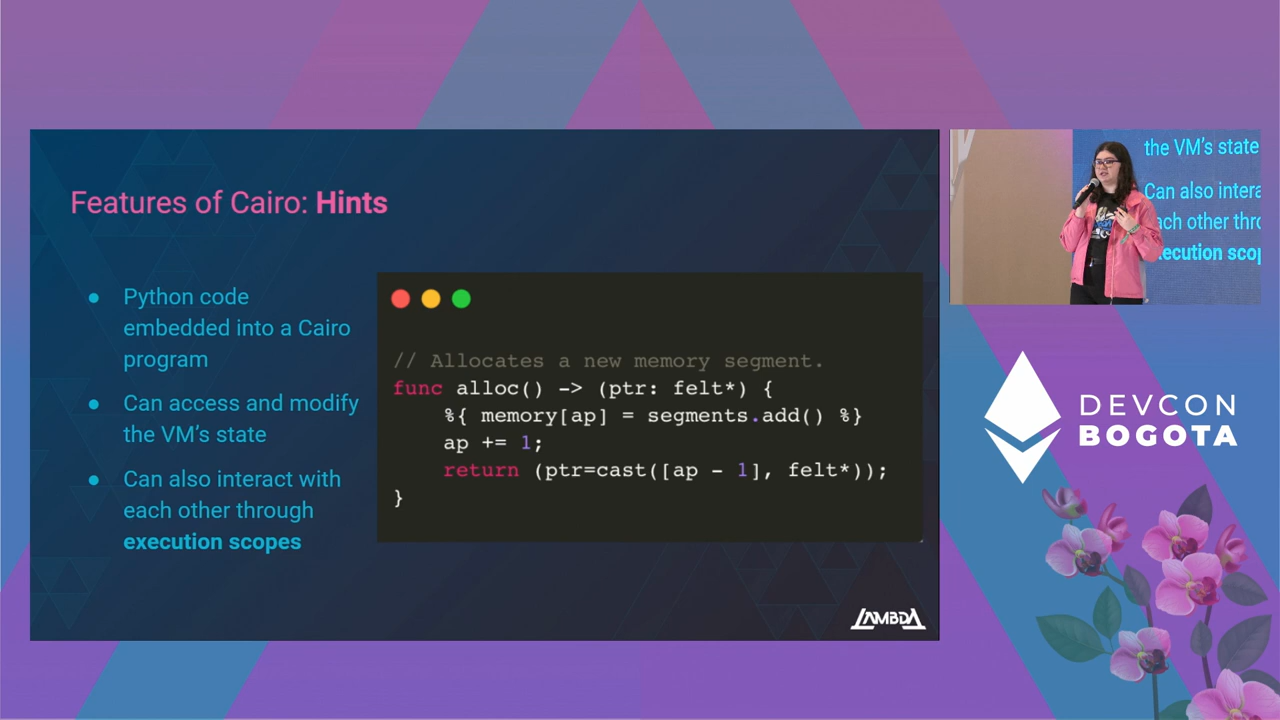 Features of Cairo: Hints
● Python code
embedded into a Cairo
program
● Can access and modify
the VM's state
● Can also interact with
each other through
execution scopes
// Allocates a new memory segment.
func alloc() -> (ptr: felt*) {
    %{ memory[ap] = segments.add() %}
    ap += 1;
    return (ptr=cast([ap - 1], felt*));
}
LAMBDA
the VM's state
Can also intera
ach other thro
ecution scop
DEVCON
BOGOTA